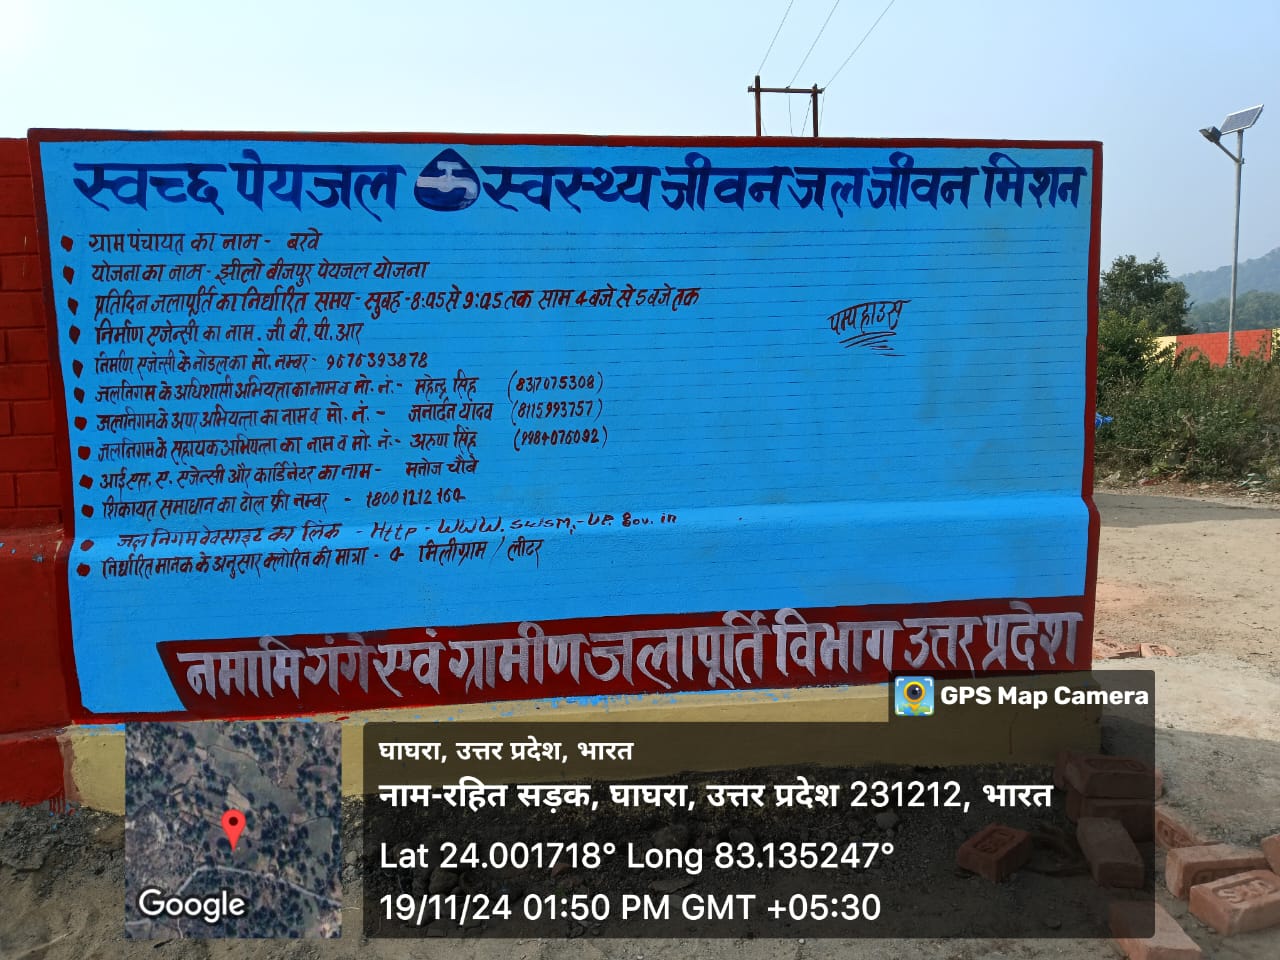 स्वच्छ पेयजल स्वस्थ्य जीवन जल जीवन मिशन
ग्राम पंचायत का नाम - बरवे
योजना का नाम - झीलो बीजपुर पेयजल योजना
प्रतिदिन जलापूर्ति का निर्धारित समय - सुबह - 8:05 से 9:05 तक साम 4 बजे से 5 बजे तक
निर्माण एजेन्सी का नाम. जी वी. पी. आर
निर्माण एजेन्सी के नोडल का मो. नम्बर - 9676393878
जलनिगम के अधिशासी अभियन्ता का नाम व मो. नं. - महेन्द्र सिंह (837075308)
जलनिगम के अभियन्ता का नाम व मो. नं. - जनार्दन यादव (8115993757)
जलनिगम के सहायक अभियन्ता का नाम व मो. नं. - अरुण सिंह (9984076092)
आई एस. ए. एजेन्सी और कार्डिनेटर का नाम - मनोज चौबे
शिकायत समाधान का टोल फ्री नम्बर - 18001212164
जल निगम वेवसाइट का लिंक - Http - WWW. swsm - UP. Gov. in
निर्धारित मानक के अनुसार क्लोरिन की मात्रा - 4 मिलीग्राम / लीटर
पम्प हाउस
नमामि गंगे एवं ग्रामीण जलापूर्ति विभाग उत्तर प्रदेश
GPS Map Camera
घाघरा, उत्तर प्रदेश, भारत
नाम-रहित सड़क, घाघरा, उत्तर प्रदेश 231212, भारत
Lat 24.001718° Long 83.135247°
19/11/24 01:50 PM GMT +05:30
Google